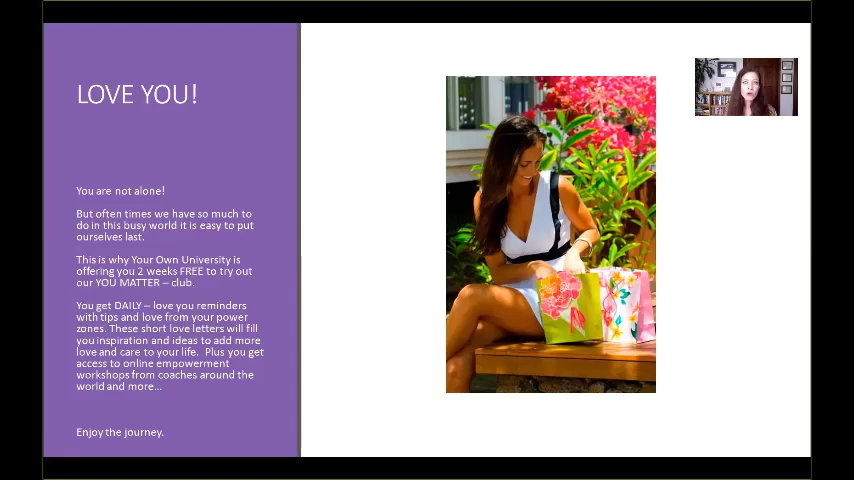 LOVE YOU!
You are not alone!
But often times we have so much to
do in this busy world it is easy to put
ourselves last.
This is why Your Own University is
offering you 2 weeks FREE to try out
our YOU MATTER – club.
You get DAILY – love you reminders
with tips and love from your power
zones. These short love letters will fill
you inspiration and ideas to add more
love and care to your life.  Plus you get
access to online empowerment
workshops from coaches around the
world and more…
Enjoy the journey.